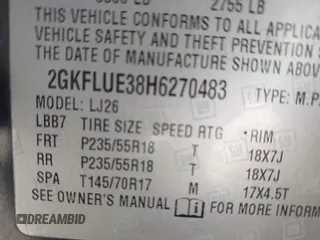 2755 LB
VEHICLE CONFORMS TO ALL APPLICA
VEHICLE SAFETY AND THEFT PREVENTION S
THE DATE OF MANUFACTURE SHOWN ABOV
2GKFLUE38H6270483 TYPE: M.P.
MODEL: LJ26
LBB7 TIRE SIZE SPEED RTG RIM
FRT P235/55R18 T 18X7J
RR P235/55R18 T 18X7J
SPA T145/70R17 M 17X4.5T
SEE OWNER'S MANUAL FOR MORE INFORM
DREAMBID